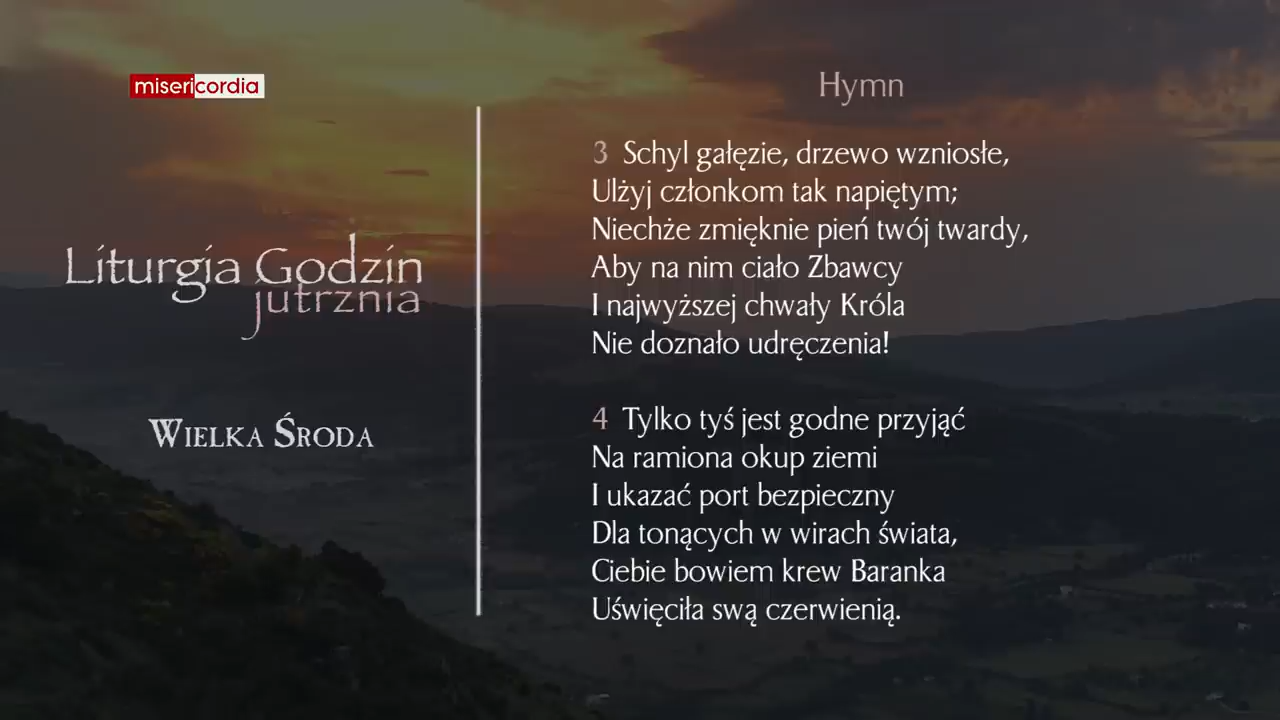 misericordia
Liturgia Godzin
jutrznia
Wielka Środa
Hymn
3 Schyl gałęzie, drzewo wzniosłe,
Ulżyj członkom tak napiętym;
Niechże zmięknie pień twój twardy,
Aby na nim ciało Zbawcy
I najwyższej chwały Króla
Nie doznało udręczenia!
4 Tylko tyś jest godne przyjąć
Na ramiona okup ziemi
I ukazać port bezpieczny
Dla tonących w wirach świata,
Ciebie bowiem krew Baranka
Uświęciła swą czerwienią.